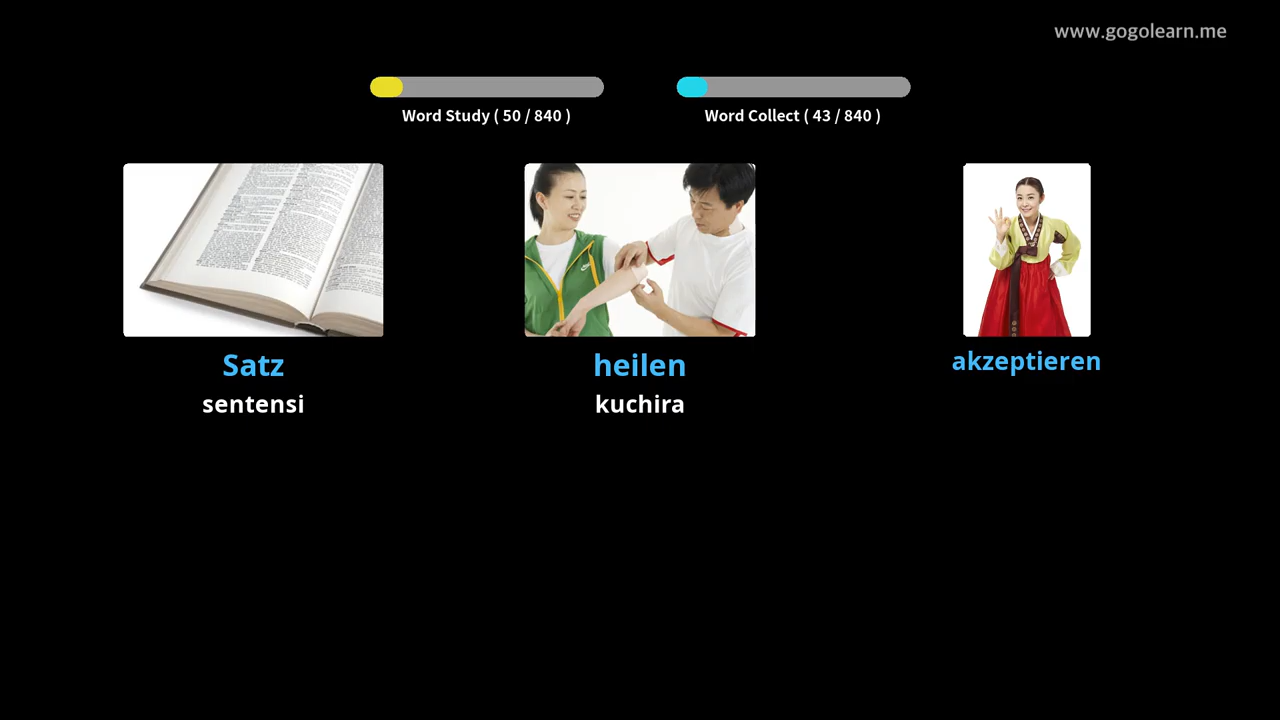 www.gogolearn.me
Word Study ( 50 / 840 )
Word Collect ( 43 / 840 )
Satz
heilen
akzeptieren
sentensi
kuchira